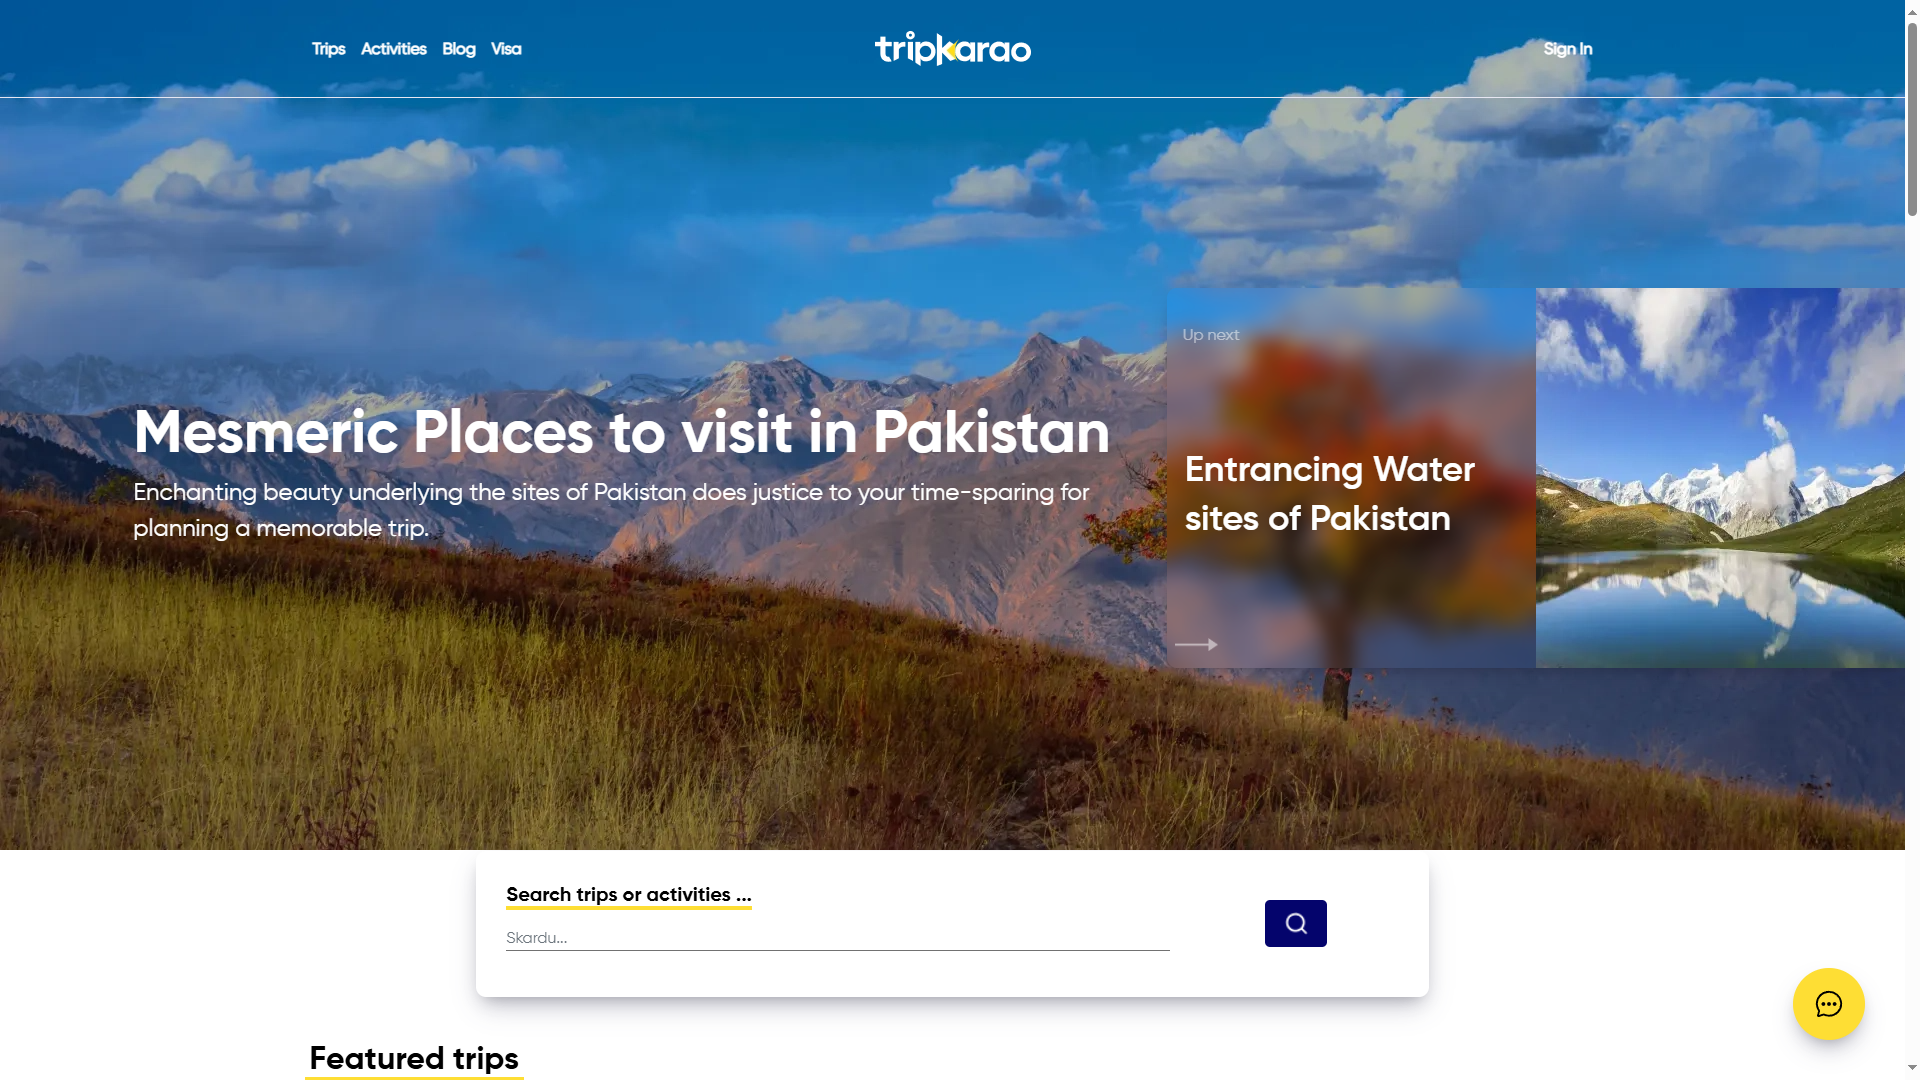 Trips Activities Blog Visa
tripkarao
Sign In
Mesmeric Places to visit in Pakistan
Enchanting beauty underlying the sites of Pakistan does justice to your time-sparing for
planning a memorable trip.
Up next
Entrancing Water
sites of Pakistan
Search trips or activities ...
Skardu...
Featured trips